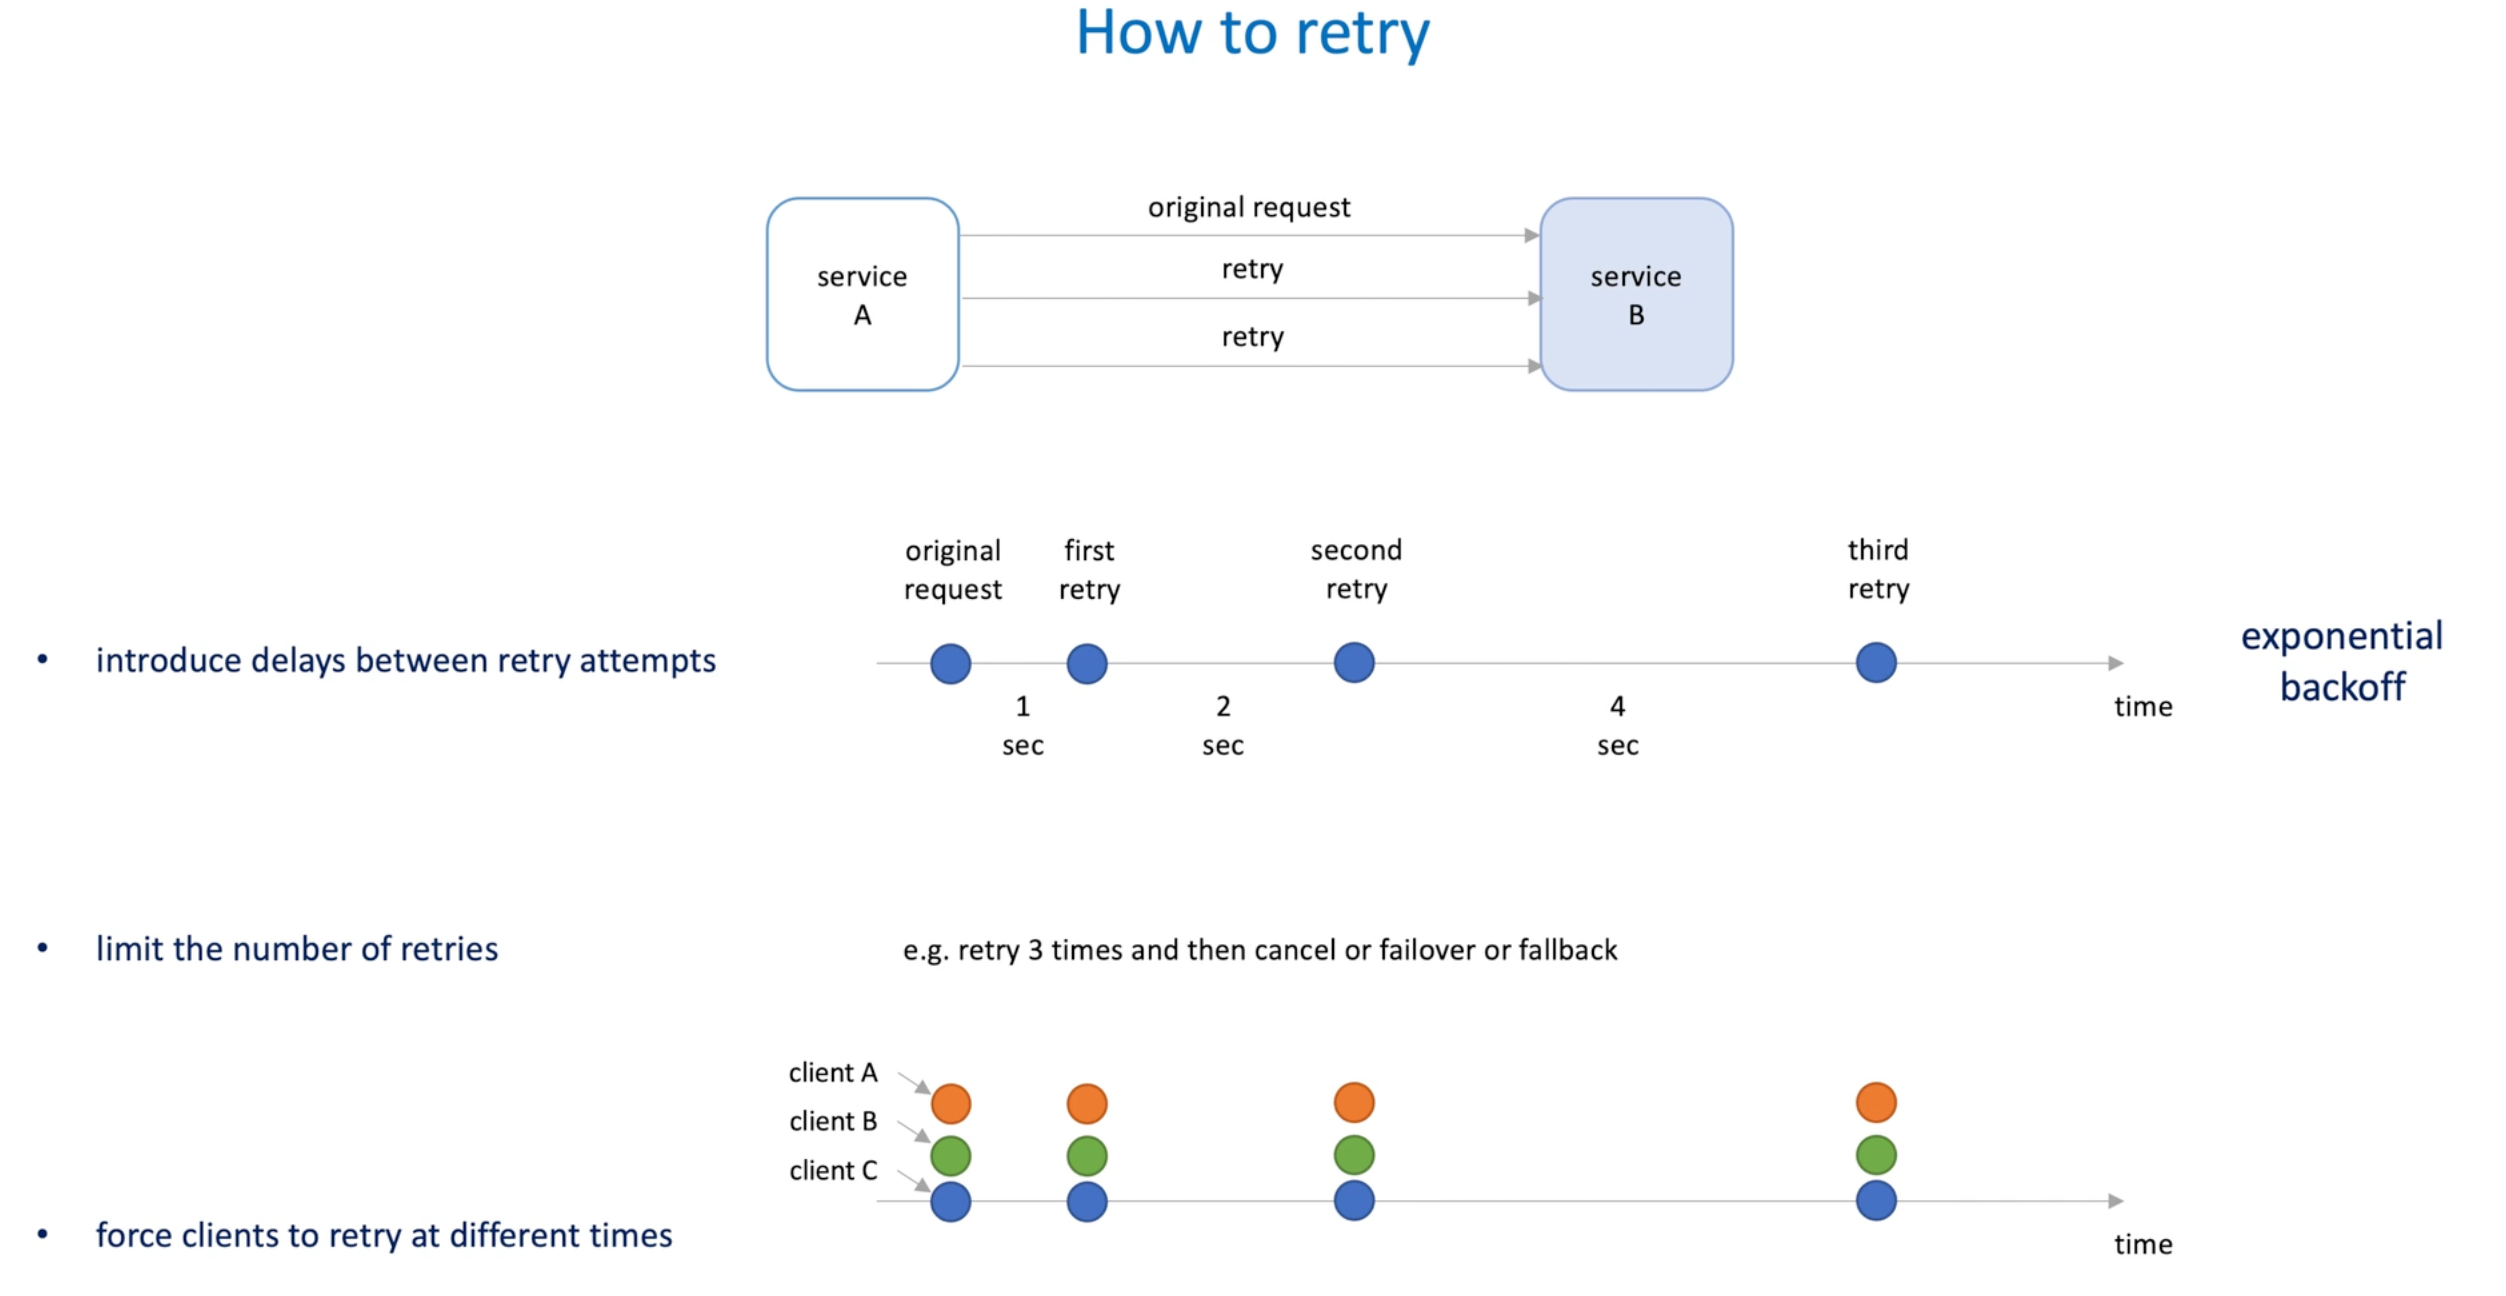 How to retry
original request
service
A
retry
retry
service
B
original
request
first
retry
second
retry
third
retry
• introduce delays between retry attempts
1
sec
2
sec
4
sec
time
exponential
backoff
• limit the number of retries
e.g. retry 3 times and then cancel or failover or fallback
client A
client B
client C
• force clients to retry at different times
time